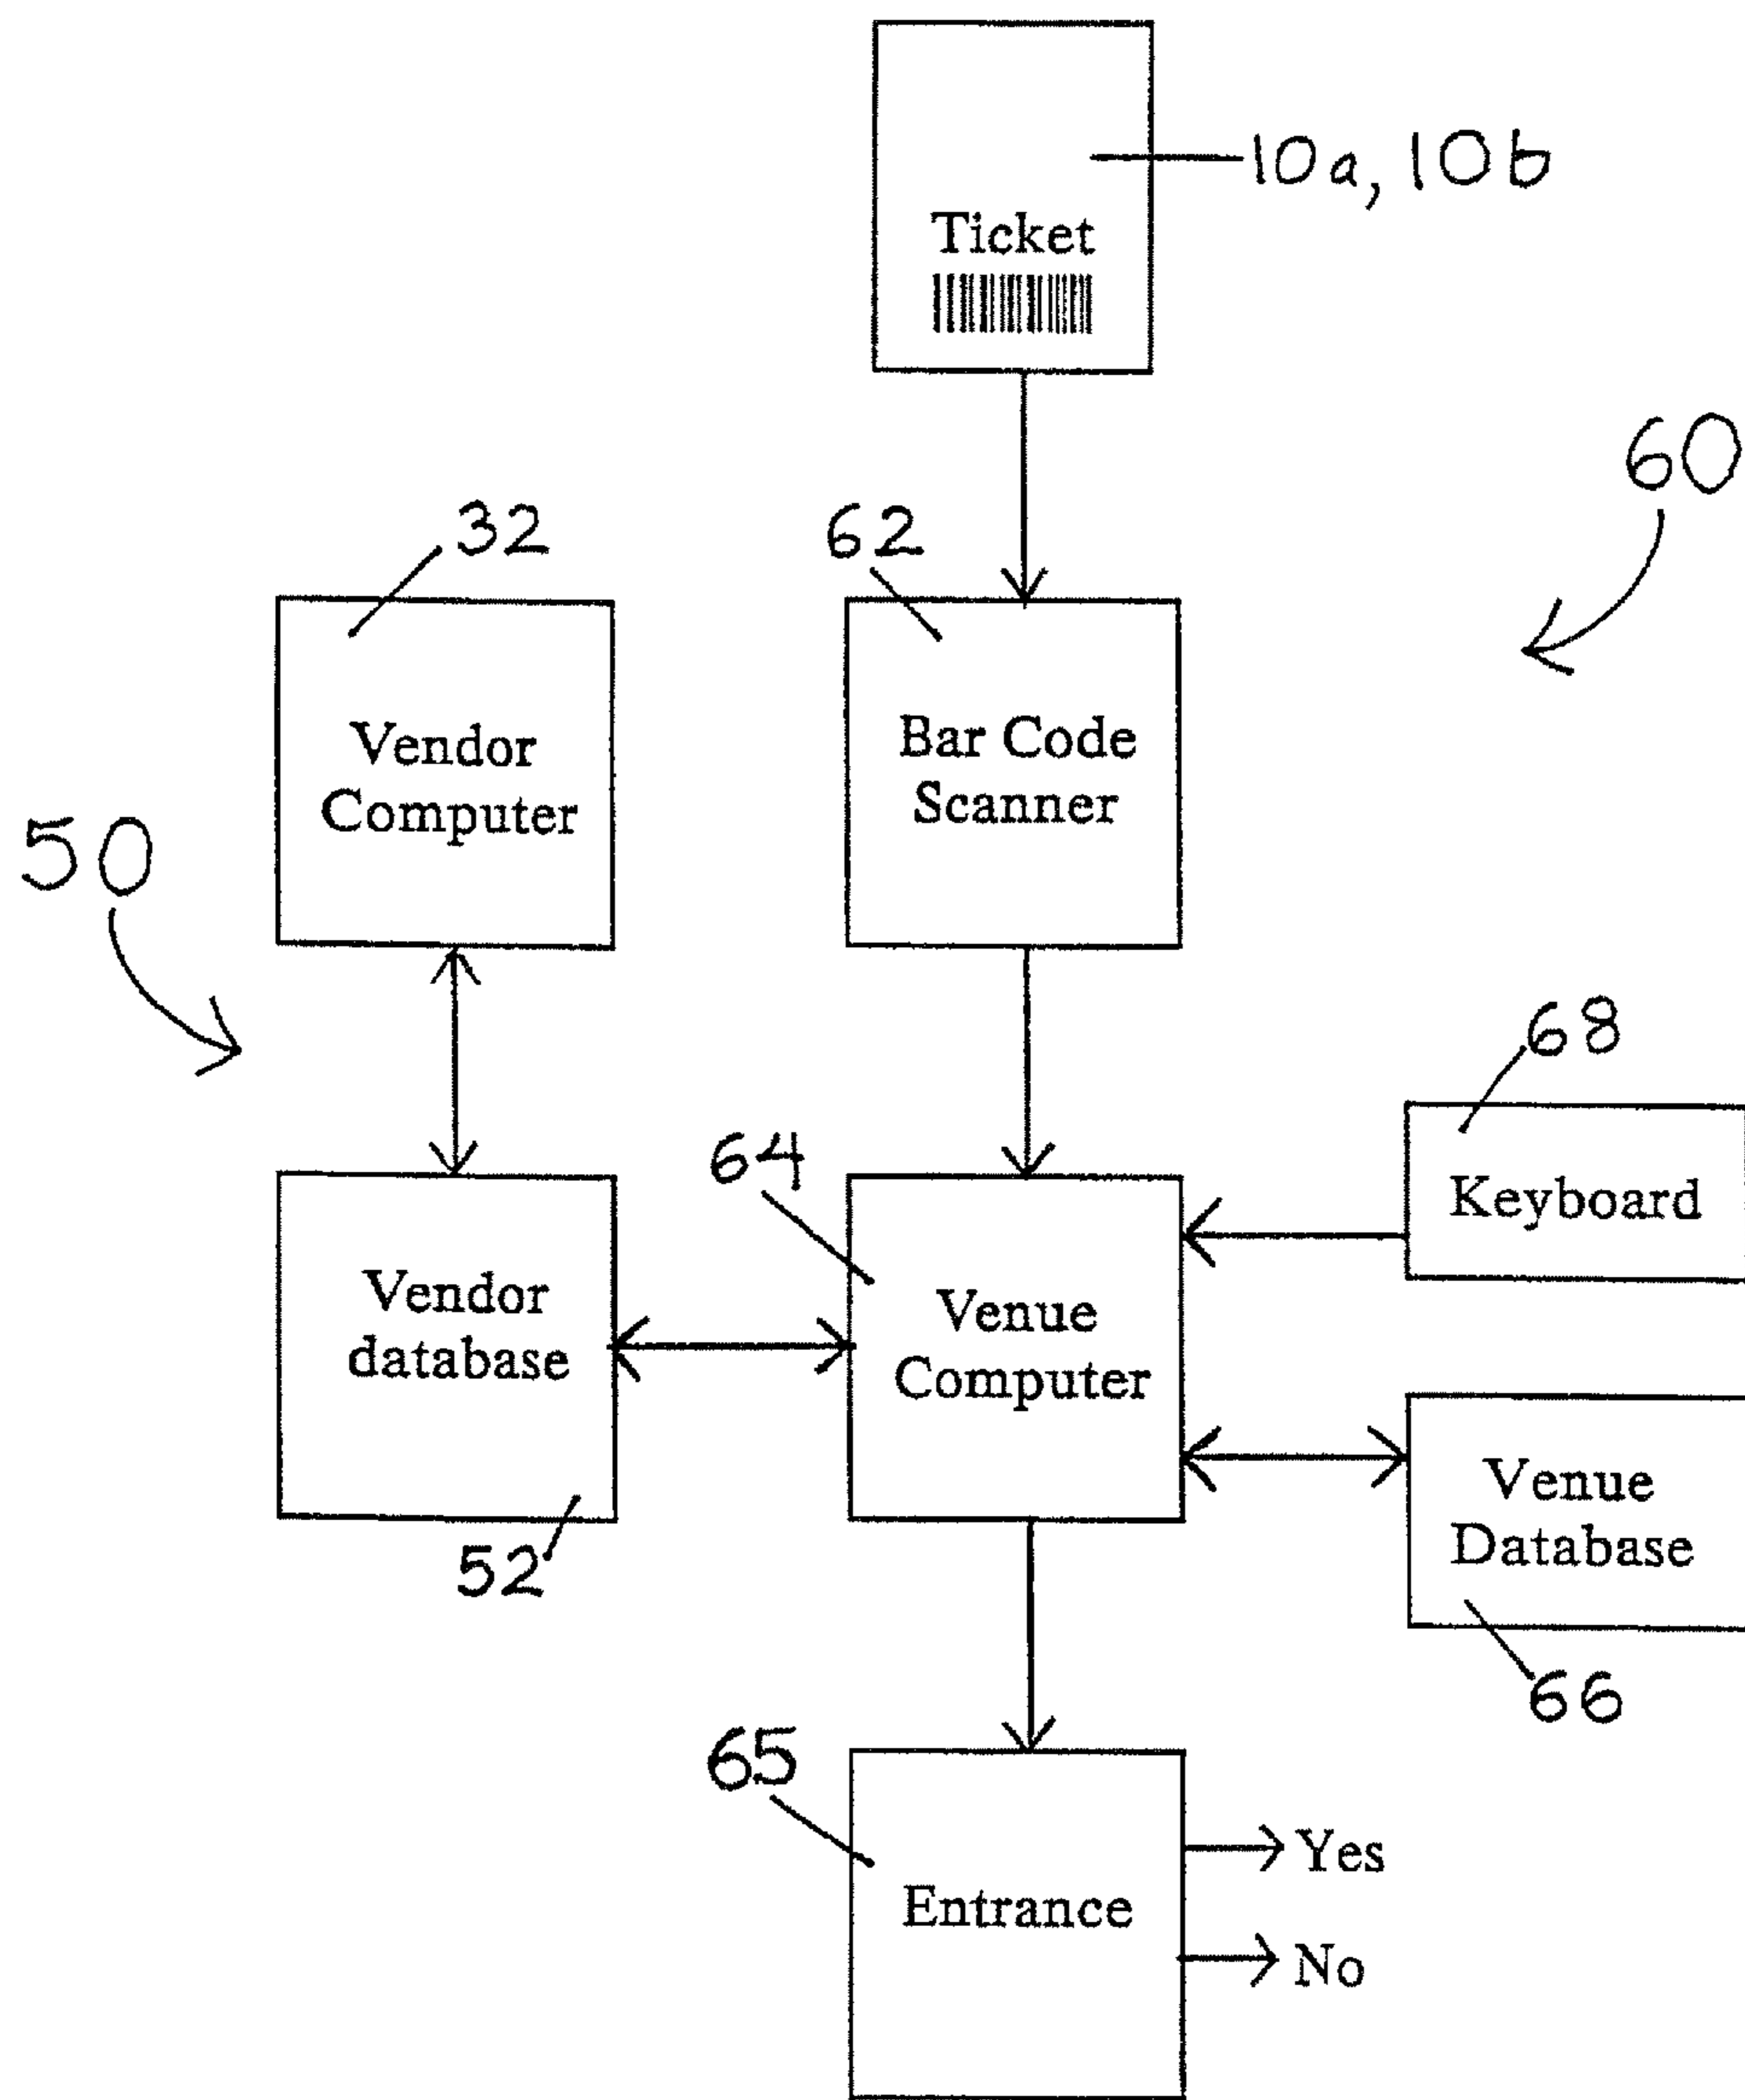 10a, 10b
Ticket
60
32
62
Vendor
Computer
Bar Code
Scanner
50
68
Keyboard
64
Vendor
database
Venue
Computer
52
Venue
Database
66
65
Yes
Entrance
No